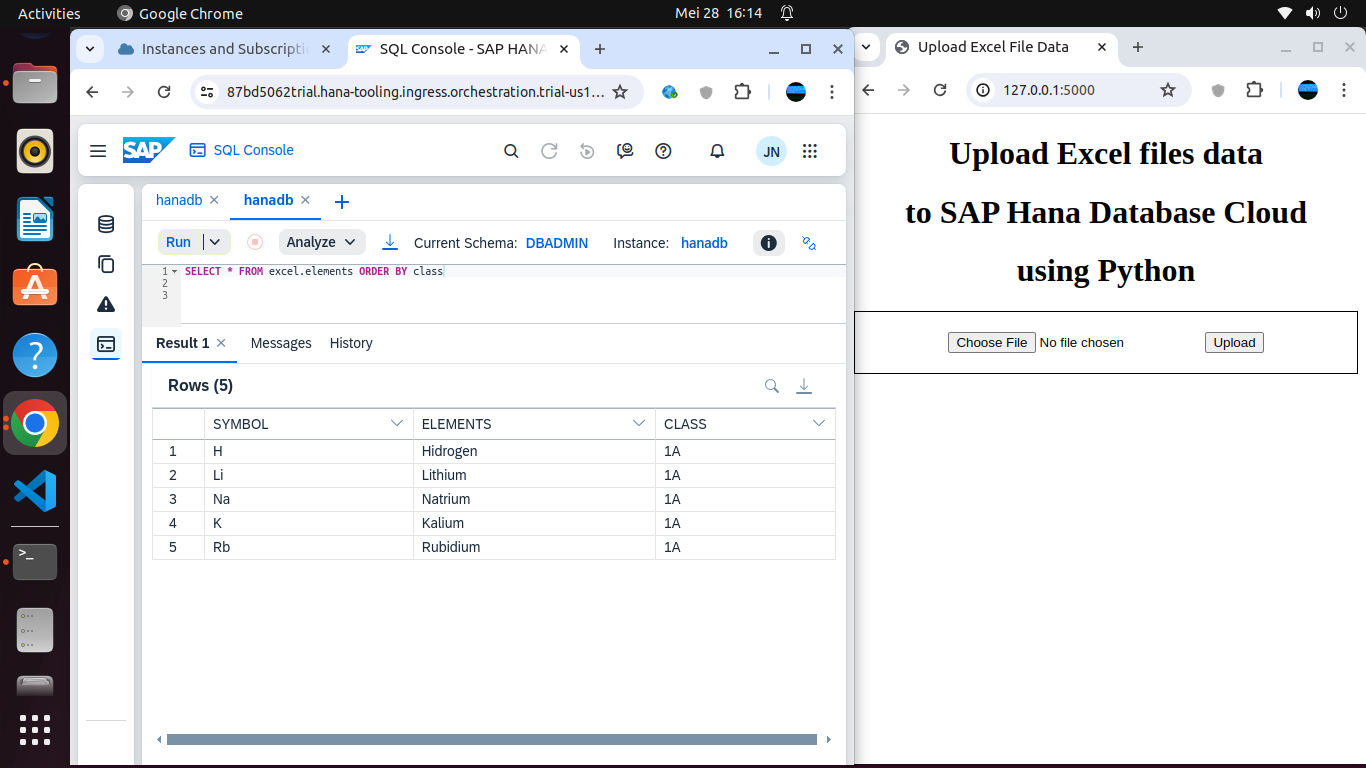 Activities
Google Chrome
Mei 28 16:14
Instances and Subscripti
SQL Console - SAP HANA
87bd5062trial.hana-tooling.ingress.orchestration.trial-us1...
SAP
SQL Console
JN
hanadb
hanadb
Run
Analyze
Current Schema: DBADMIN
Instance: hanadb
1 SELECT * FROM excel.elements ORDER BY class
2
3
Result 1
Messages
History
Rows (5)
SYMBOL ELEMENTS CLASS
1 H Hidrogen 1A
2 Li Lithium 1A
3 Na Natrium 1A
4 K Kalium 1A
5 Rb Rubidium 1A
Upload Excel File Data
127.0.0.1:5000
Upload Excel files data
to SAP Hana Database Cloud
using Python
Choose File No file chosen
Upload